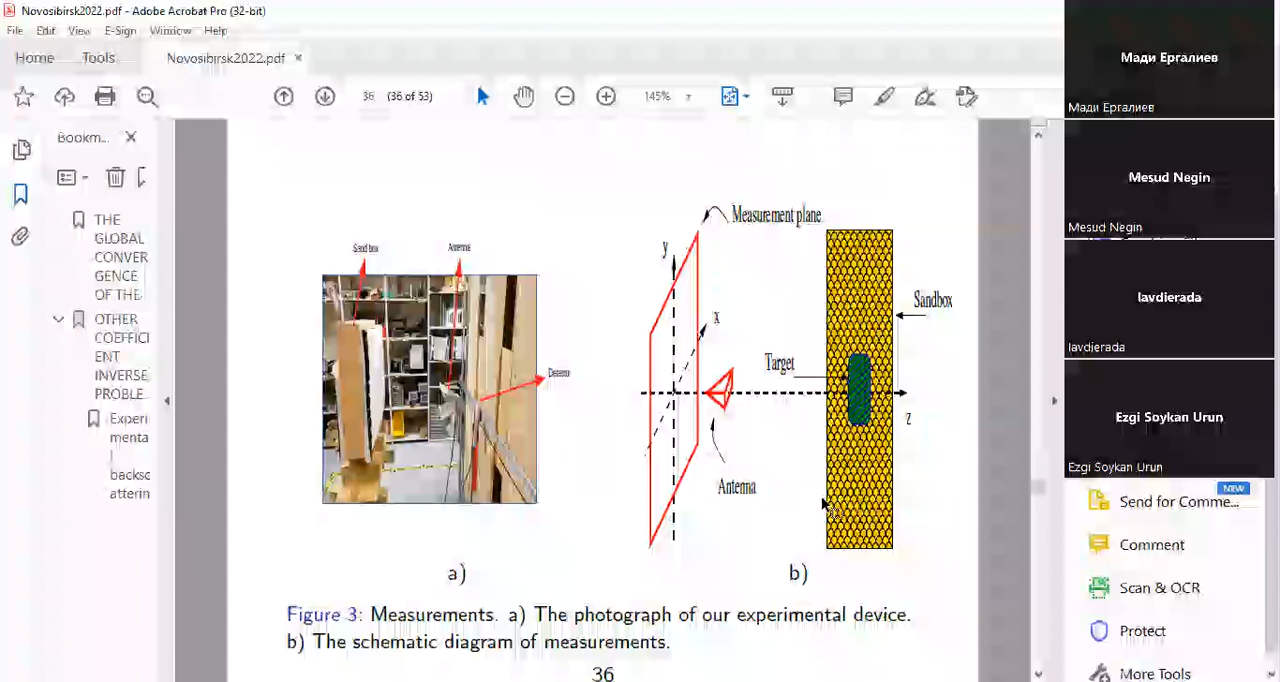 Novosibirsk2022.pdf - Adobe Acrobat Pro (32-bit)
File Edit View E-Sign Window Help
Home Tools Novosibirsk2022.pdf ×
36 (36 of 53) 145%
Bookm...
THE
GLOBAL
CONVER
GENCE
OF THE
OTHER
COEFFICI
ENT
INVERSE
PROBLE
Experi
menta
l
backsc
atterin
Sand box
Antenna
Detector
Measurement plane
y
x
Sandbox
Target
z
Antenna
a)
b)
Figure 3: Measurements. a) The photograph of our experimental device.
b) The schematic diagram of measurements.
36
Мади Ергалиев
Мади Ергалиев
Mesud Negin
Mesud Negin
lavdierada
lavdierada
Ezgi Soykan Urun
Ezgi Soykan Urun
NEW
Send for Comme...
Comment
Scan & OCR
Protect
More Tools